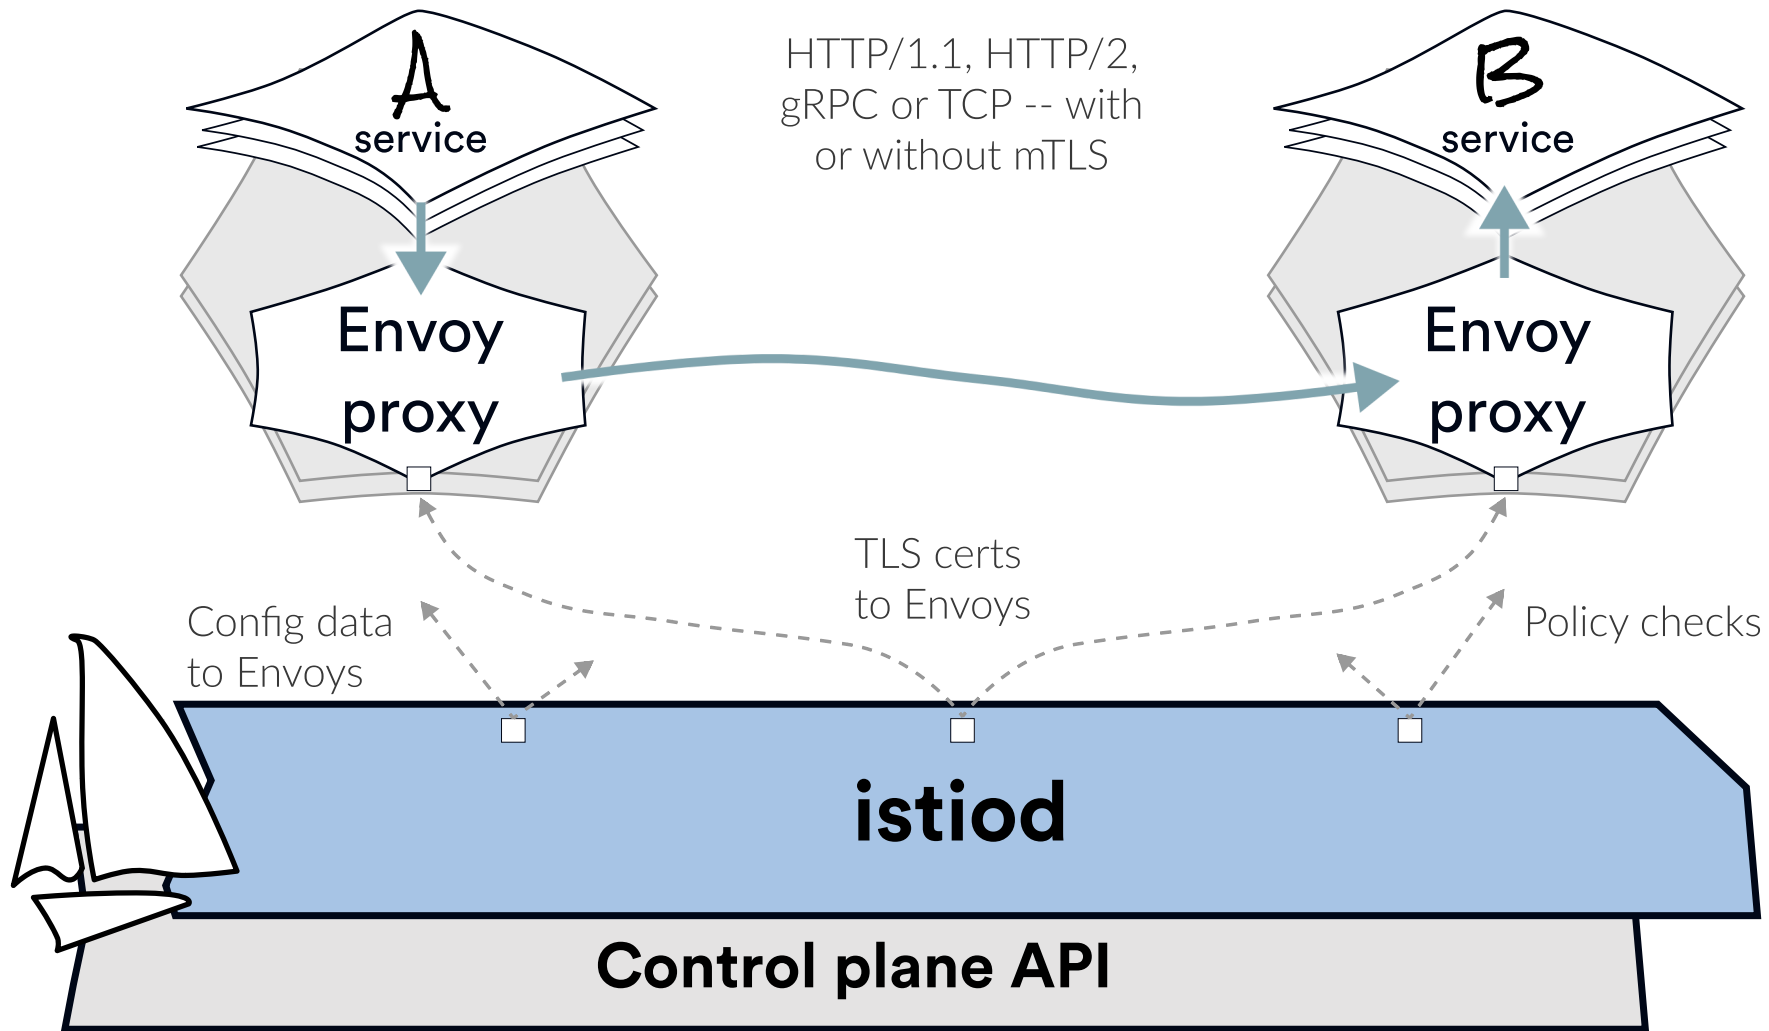 A
service
HTTP/1.1, HTTP/2,
gRPC or TCP -- with
or without mTLS
B
service
Envoy
proxy
Envoy
proxy
TLS certs
to Envoys
Config data
to Envoys
Policy checks
istiod
Control plane API